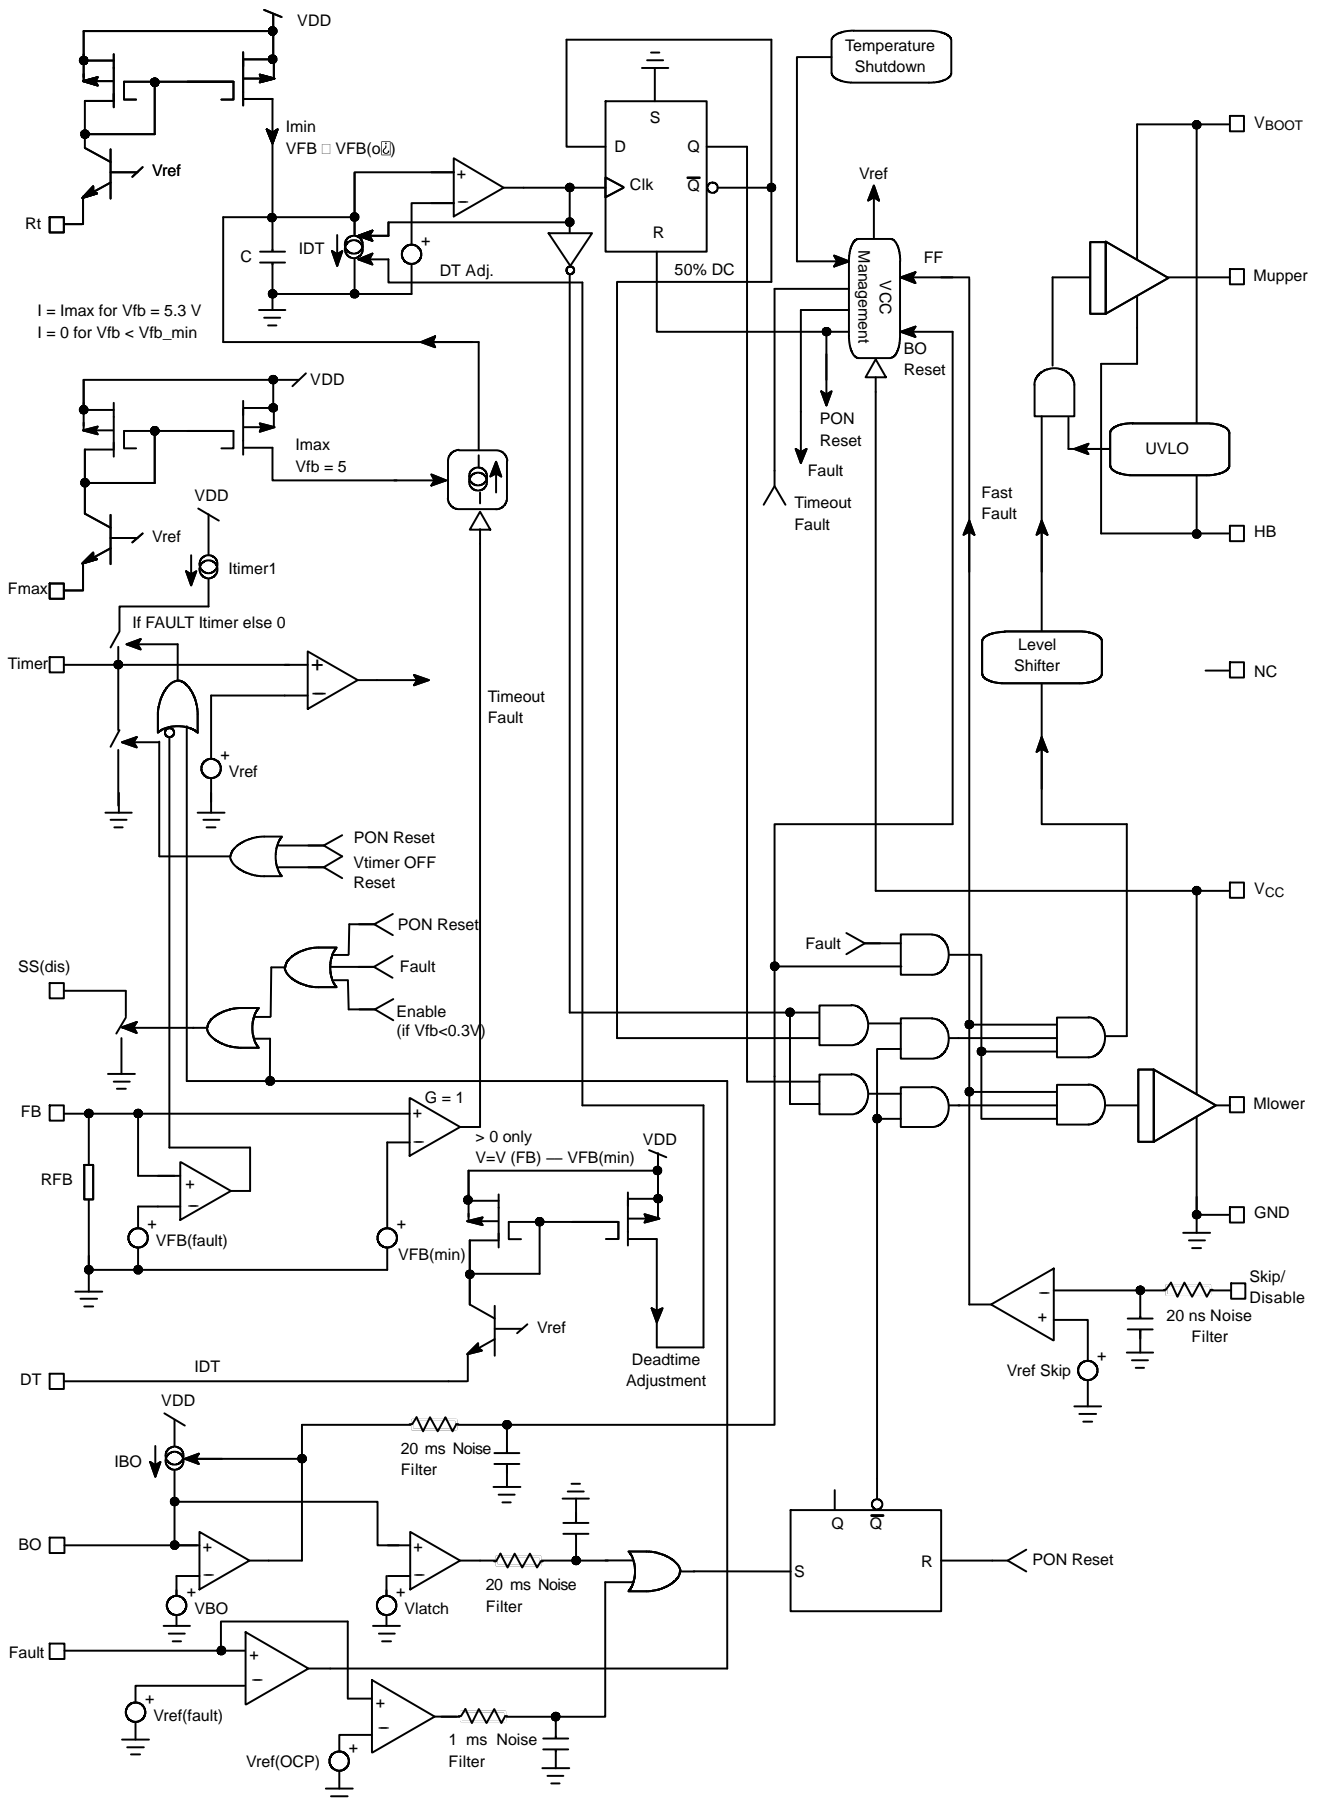 VDD
Temperature
Shutdown
Imin
VFB □ VFB(o
Vref
Rt
C
IDT
+
−
+
DT Adj.
S
D
Q
Clk
Q
R
50% DC
Vref
VCC
Management
FF
BO
Reset
PON
Reset
Fault
Timeout
Fault
VBOOT
Mupper
UVLO
HB
I = Imax for Vfb = 5.3 V
I = 0 for Vfb < Vfb_min
VDD
Imax
Vfb = 5
VDD
Vref
Fmax
Itimer1
Fast
Fault
If FAULT Itimer else 0
Timer
+
−
+
Vref
Timeout
Fault
Level
Shifter
NC
PON Reset
Vtimer OFF
Reset
VCC
PON Reset
Fault
Enable
(if Vfb<0.3V)
SS(dis)
Fault
FB
G = 1
+
−
> 0 only
V=V (FB) — VFB(min)
RFB
+
−
+
VFB(fault)
+
VFB(min)
VDD
Mlower
GND
Vref
Deadtime
Adjustment
−
+
Skip/
Disable
20 ns Noise
Filter
Vref Skip
+
DT
IDT
VDD
IBO
20 ms Noise
Filter
BO
+
−
+
VBO
+
−
+
Vlatch
20 ms Noise
Filter
Q
Q
S
R
PON Reset
Fault
+
−
+
Vref(fault)
+
−
+
Vref(OCP)
1 ms Noise
Filter